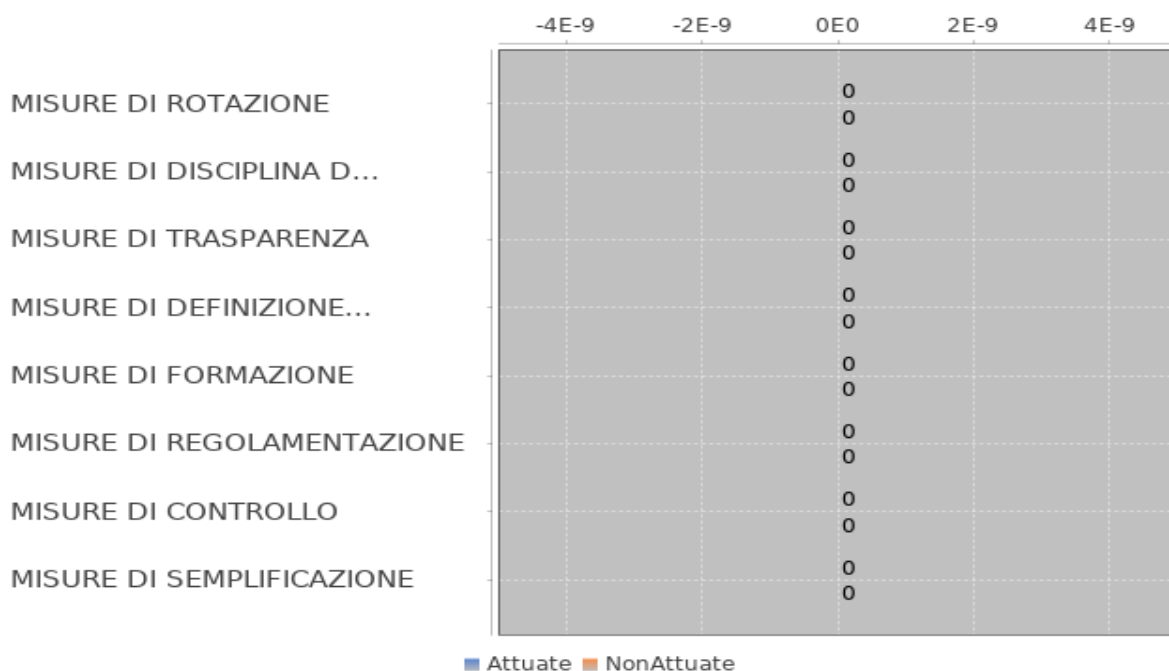 -4E-9 -2E-9 0E0 2E-9 4E-9
0
MISURE DI ROTAZIONE
0
0
MISURE DI DISCIPLINA D...
0
0
MISURE DI TRASPARENZA
0
0
MISURE DI DEFINIZIONE...
0
0
MISURE DI FORMAZIONE
0
0
MISURE DI REGOLAMENTAZIONE
0
0
MISURE DI CONTROLLO
0
0
MISURE DI SEMPLIFICAZIONE
0
Attuate NonAttuate